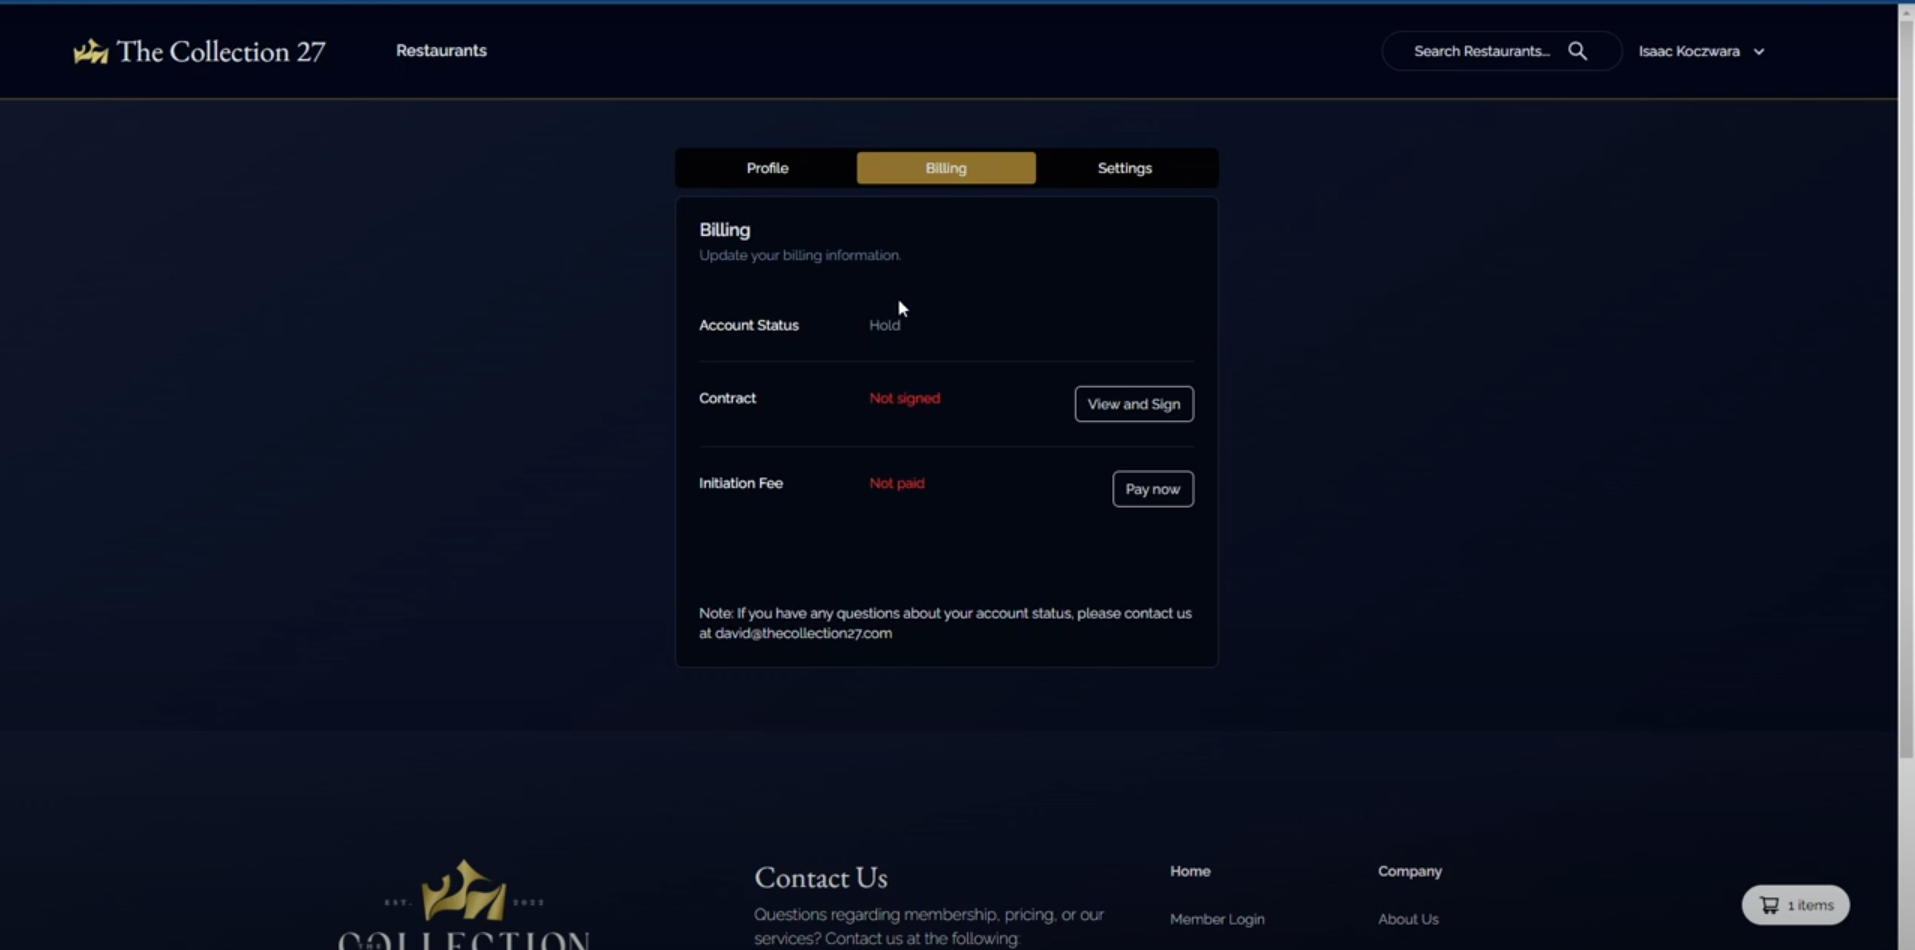 The Collection 27
Restaurants
Search Restaurants...
Isaac Koczwara
Profile
Billing
Settings
Billing
Update your billing information.
Account Status
Hold
Contract
Not signed
View and Sign
Initiation Fee
Not paid
Pay now
Note: If you have any questions about your account status, please contact us
at david@thecollection27.com
EST.
27
2022
THE
COLLECTION
Contact Us
Questions regarding membership, pricing, or our
services? Contact us at the following:
Home
Member Login
Company
About Us
1 items